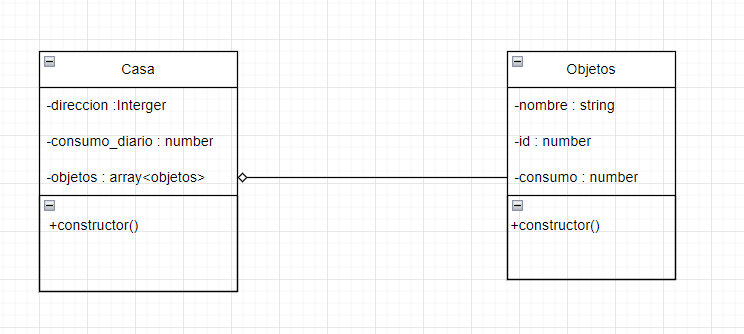 Casa
-direccion :Interger
-consumo_diario : number
-objetos : array<objetos>
+constructor()
Objetos
-nombre : string
-id : number
-consumo : number
+constructor()